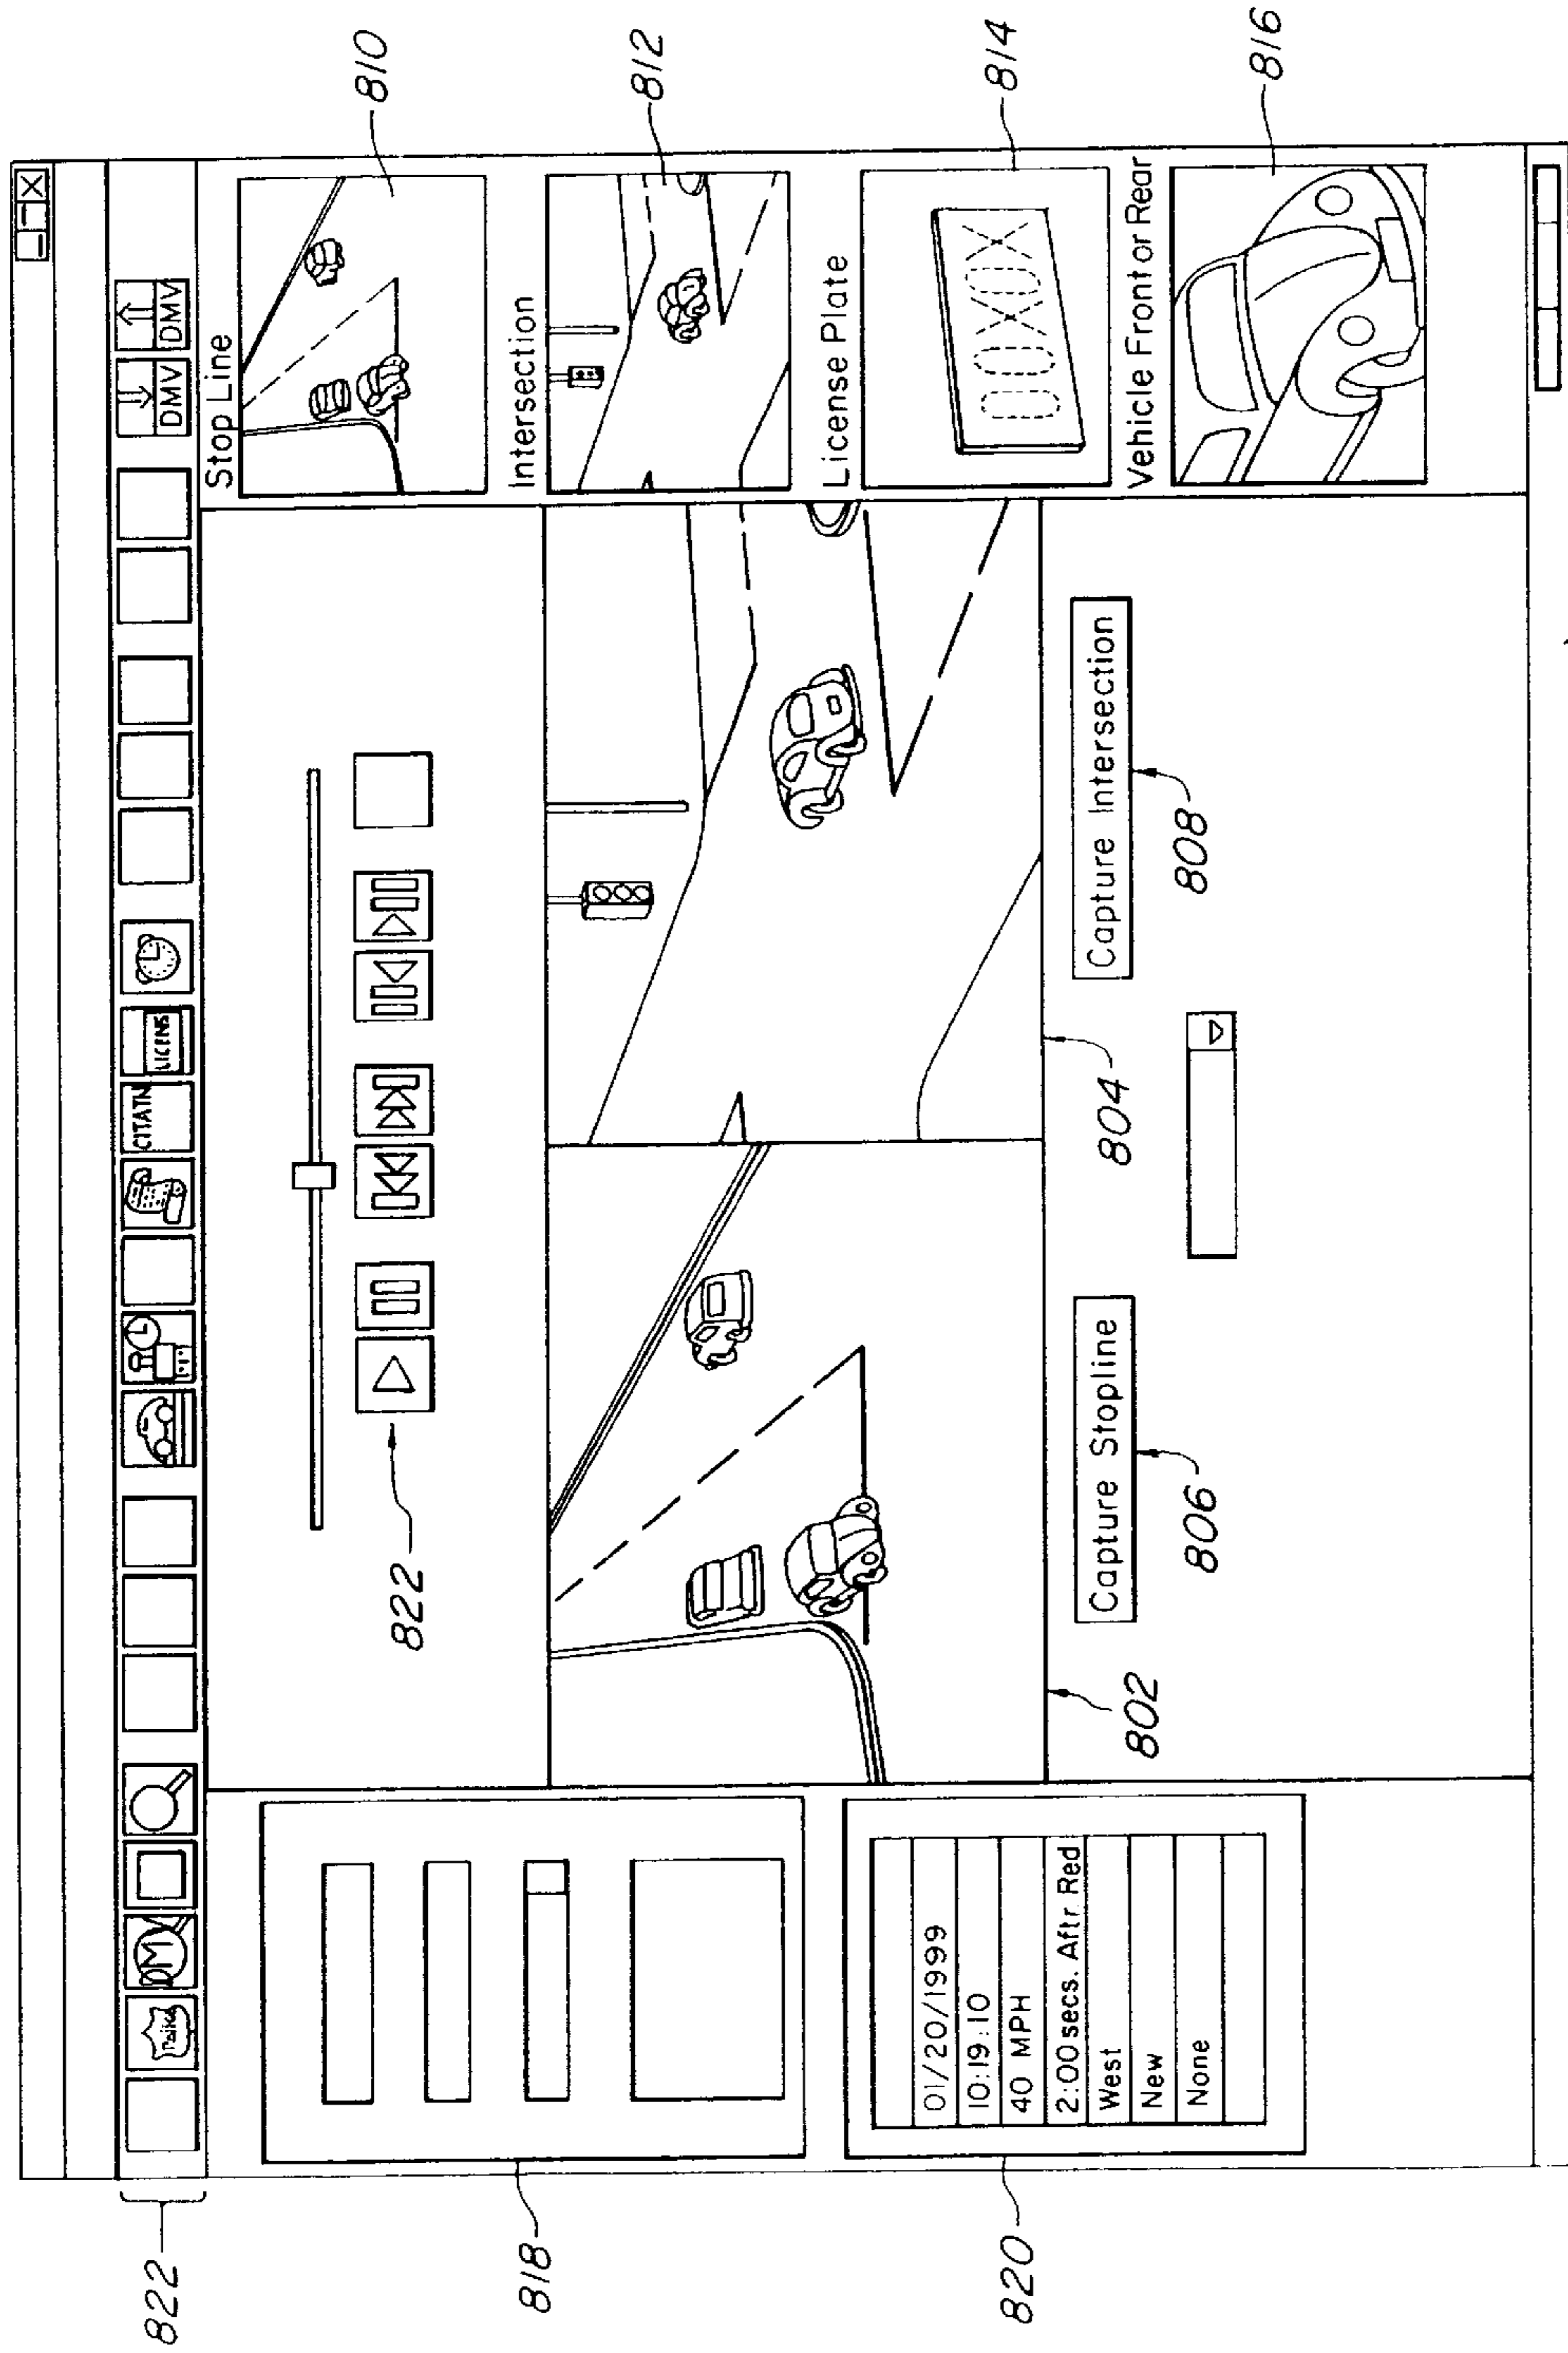 DMV
DMV
CITATN
LICENS
822
818
820
01/20/1999
10:19:10
40 MPH
2:00 secs. Aftr Red
West
New
None
822
802
804
Capture Stopline
806
Capture Intersection
808
Stop Line
810
Intersection
812
License Plate
00X0X
814
Vehicle Front or Rear
816